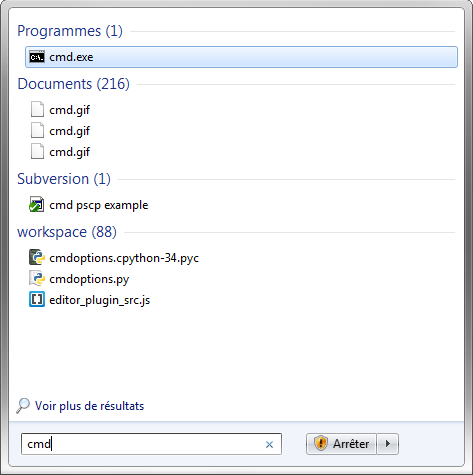 Programmes (1)
cmd.exe
Documents (216)
cmd.gif
cmd.gif
cmd.gif
Subversion (1)
cmd pscp example
workspace (88)
cmdoptions.cpython-34.pyc
cmdoptions.py
editor_plugin_src.js
Voir plus de résultats
cmd
Arrêter